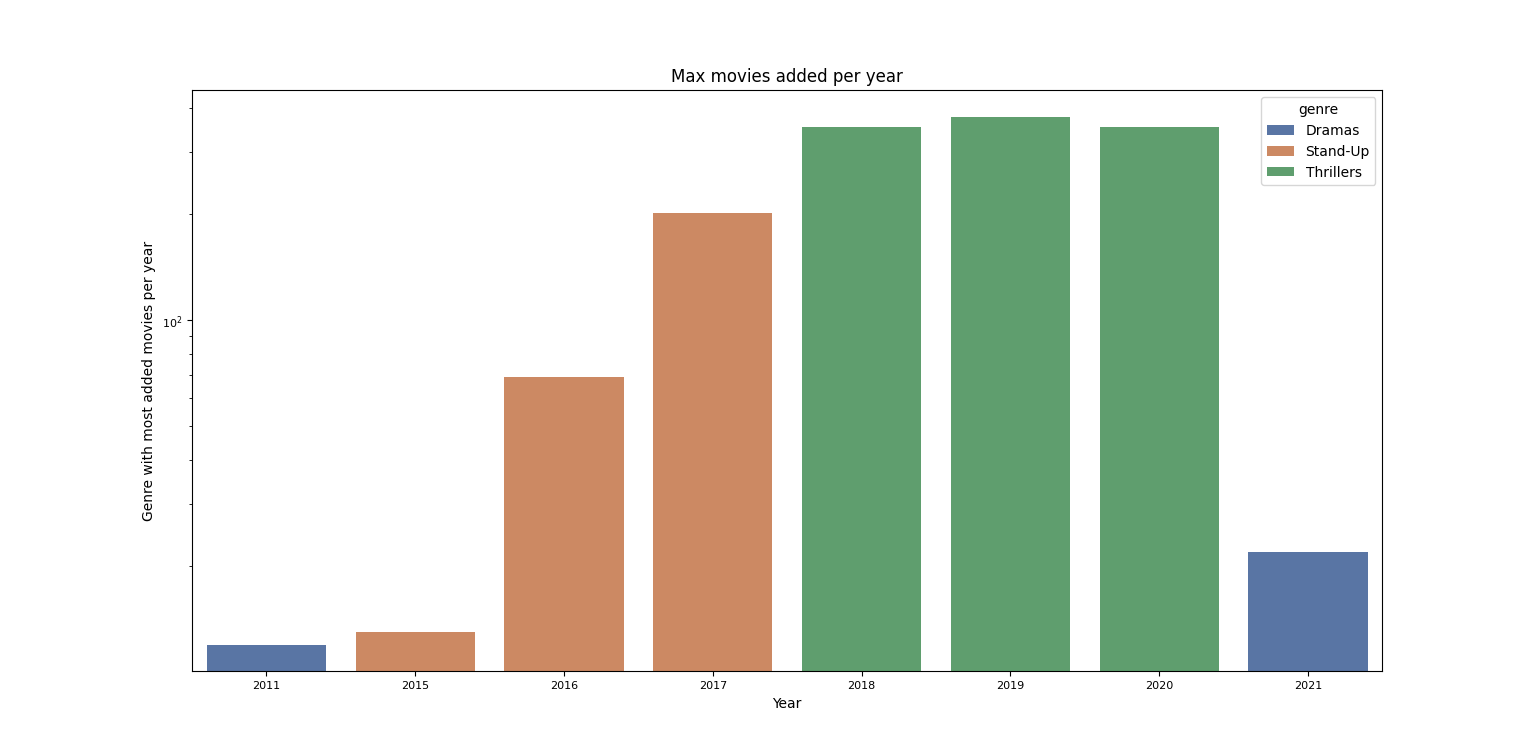 Max movies added per year
genre
Dramas
Stand-Up
Thrillers
Genre with most added movies per year
10²
2011 2015 2016 2017 2018 2019 2020 2021
Year